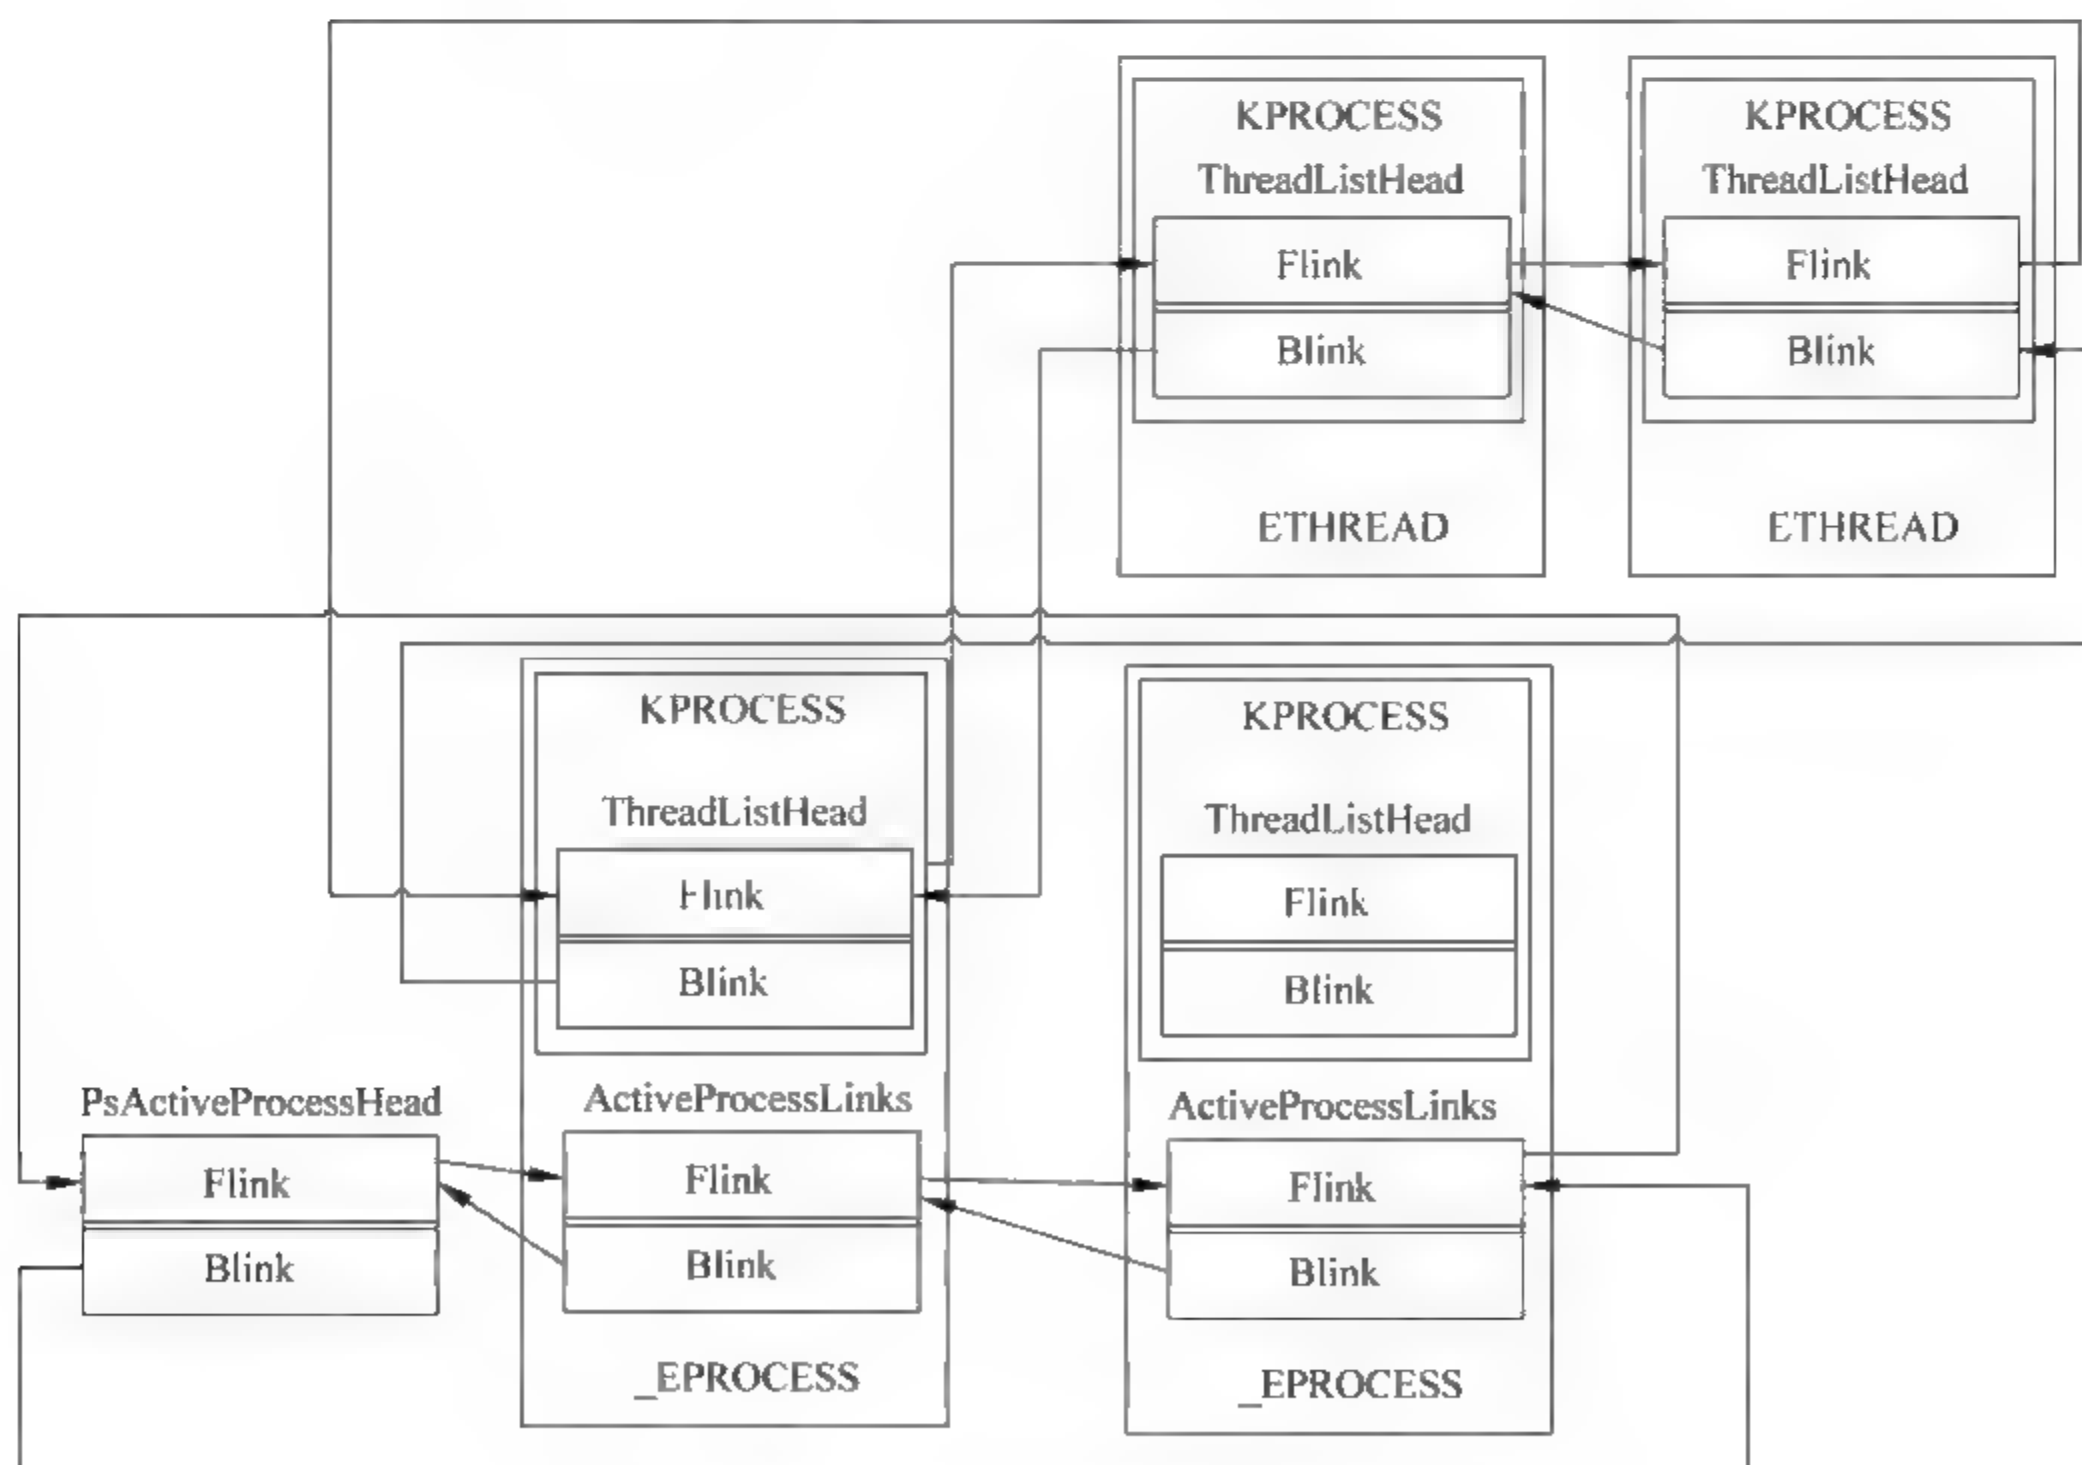 KPROCESS
ThreadListHead
Flink
Blink
ETHREAD
KPROCESS
ThreadListHead
Flink
Blink
ETHREAD
KPROCESS
ThreadListHead
Flink
Blink
ActiveProcessLinks
Flink
Blink
_EPROCESS
KPROCESS
ThreadListHead
Flink
Blink
ActiveProcessLinks
Flink
Blink
_EPROCESS
PsActiveProcessHead
Flink
Blink